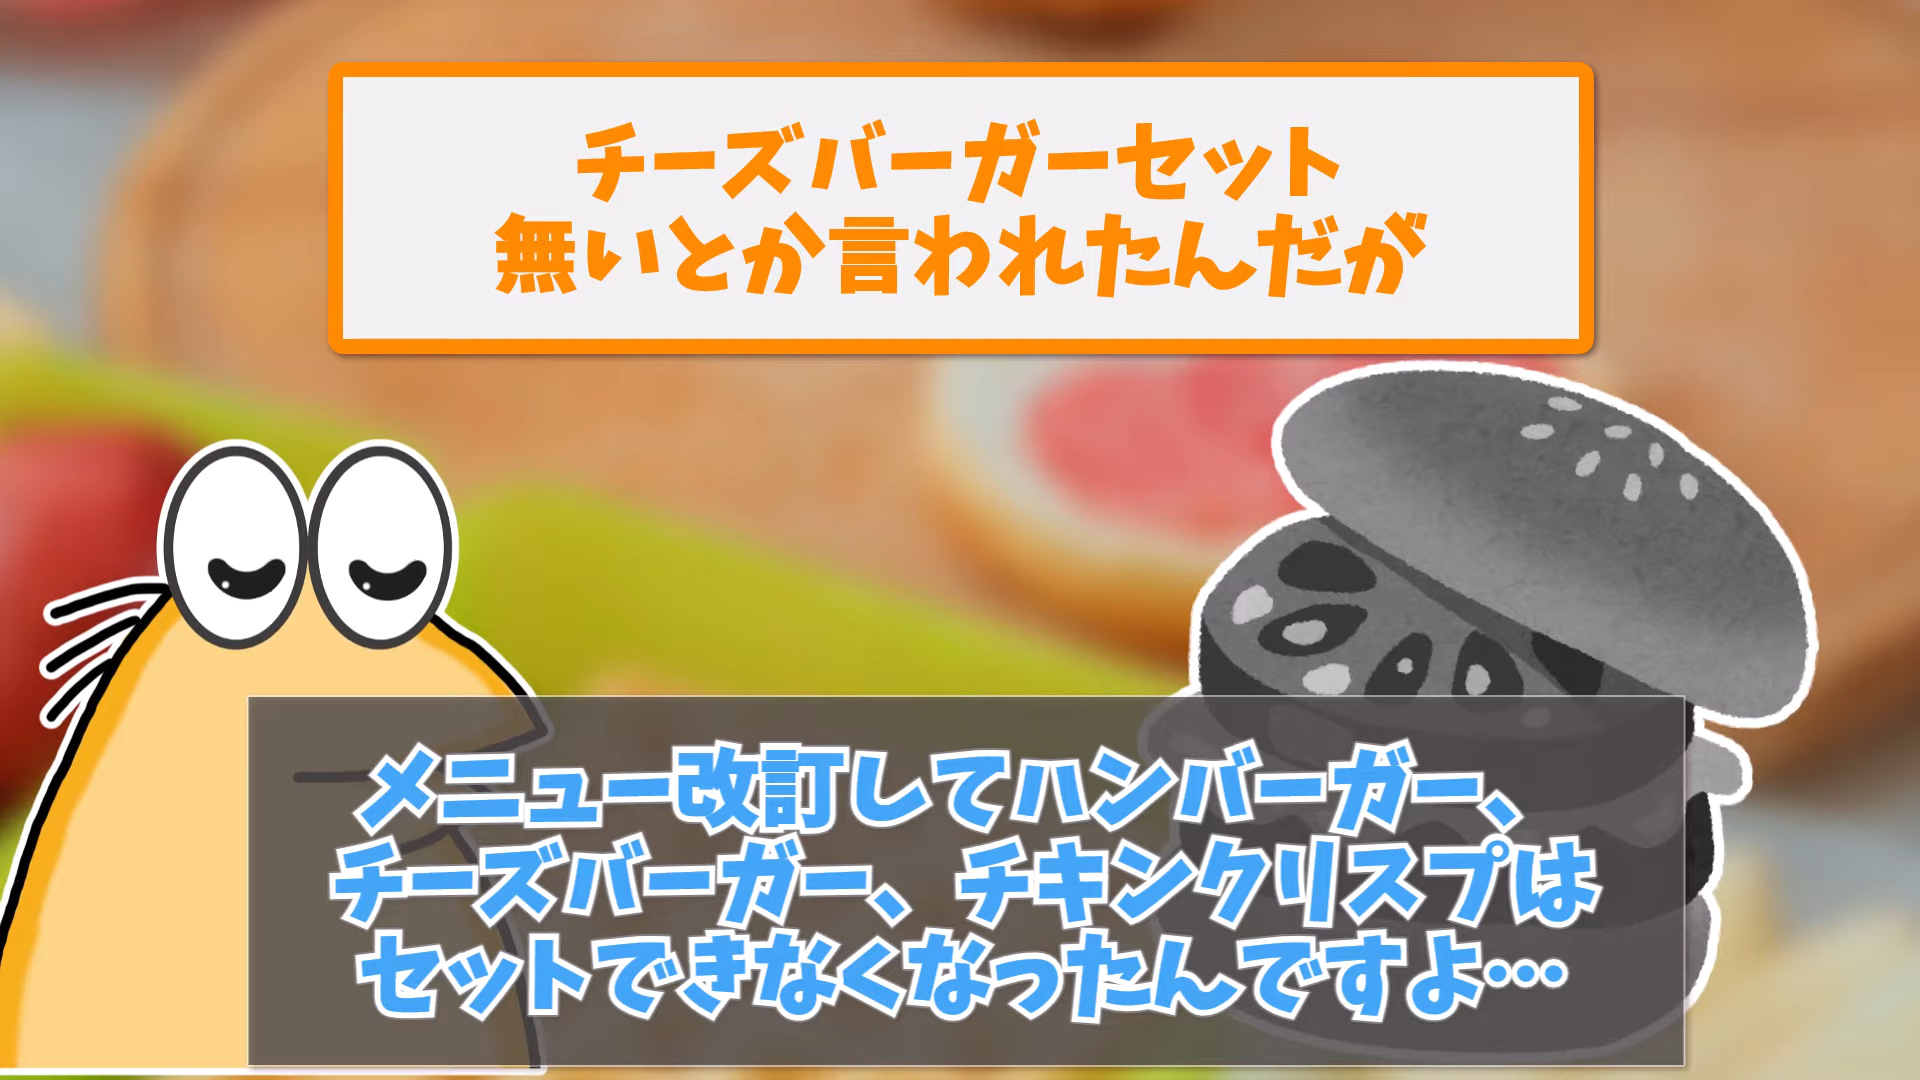 チーズバーガーセット
無いとか言われたんだが
メニュー改訂してハンバーガー、
チーズバーガー、チキンクリスプは
セットできなくなったんですよ…